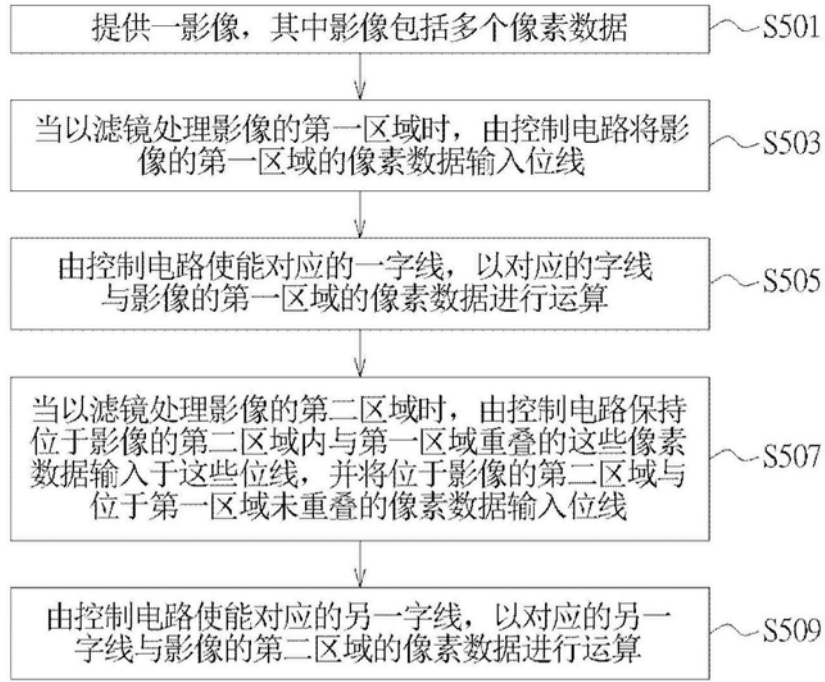 提供一影像，其中影像包括多个像素数据
S501
当以滤镜处理影像的第一区域时，由控制电路将影
像的第一区域的像素数据输入位线
S503
由控制电路使能对应的一字线，以对应的字线
与影像的第一区域的像素数据进行运算
S505
当以滤镜处理影像的第二区域时，由控制电路保持
位于影像的第二区域内与第一区域重叠的这些像素
数据输入于这些位线，并将位于影像的第二区域与
位于第一区域未重叠的像素数据输入位线
S507
由控制电路使能对应的另一字线，以对应的另一
字线与影像的第二区域的像素数据进行运算
S509